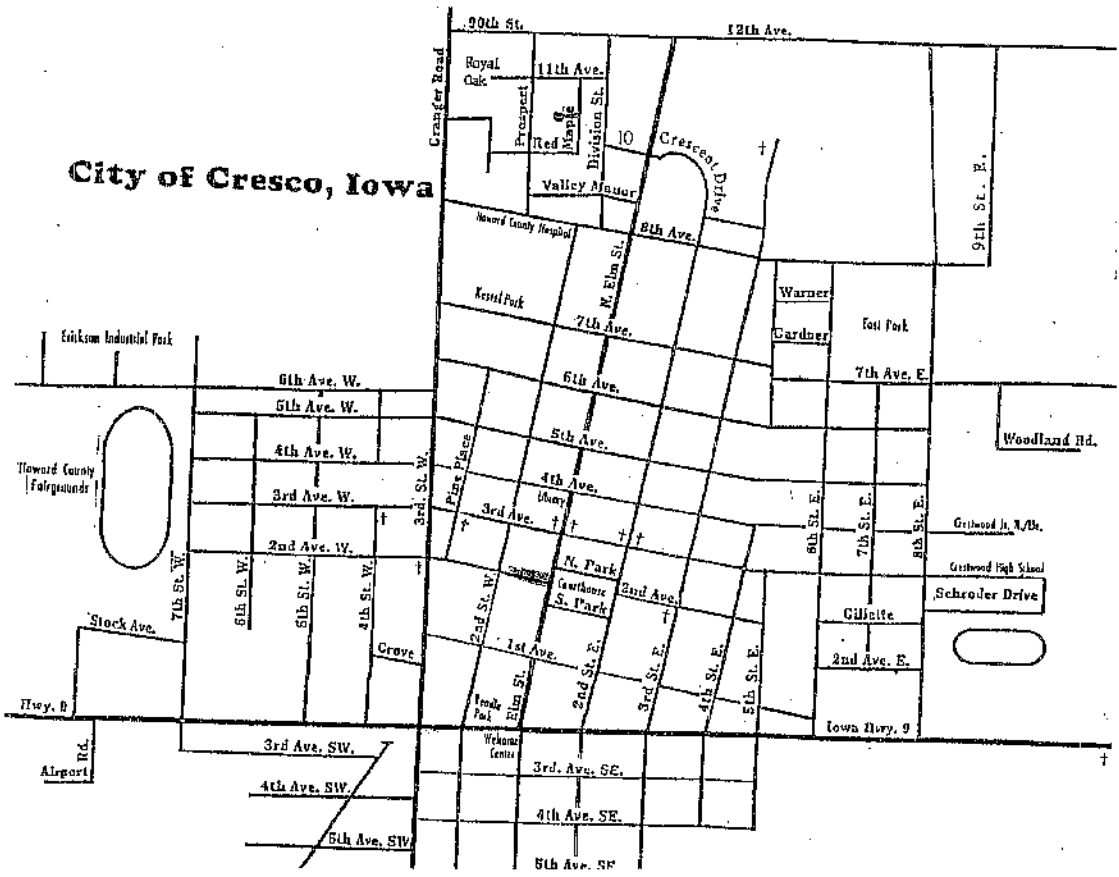 90th St.
12th Ave.
Granger Road
Royal
Oak
11th Ave.
Prospect
Red
Maple
Division St.
10
Crescent Drive
City of Cresco, Iowa
Valley Manor
9th St. E.
Howard County Hospital
8th Ave.
N. Elm St.
Warner
Kessel Park
7th Ave.
Gardner
East Park
Erickson Industrial Park
7th Ave. E.
6th Ave. W.
6th Ave.
5th Ave. W.
5th Ave.
Woodland Rd.
4th Ave. W.
Howard County
Fairgrounds
3rd St. W.
Pine Place
4th Ave.
Library
3rd Ave. W.
3rd Ave.
6th St. E.
7th St. E.
8th St. E.
Crestwood Jr. H./
2nd Ave. W.
N. Park
Crestwood High School
7th St. W.
6th St. W.
5th St. W.
4th St. W.
2nd St. W.
Courthouse
S. Park
2nd Ave.
Schroder Drive
Stock Ave.
Gillette
1st Ave.
Grove
2nd Ave. E.
Elm St.
2nd St. E.
3rd St. E.
4th St. E.
5th St. E.
Hwy. 9
Beadle
Park
Iowa Hwy. 9
Welcome
Center
3rd Ave. SW.
Airport
Rd.
3rd. Ave. SE.
4th Ave. SW.
4th Ave. SE.
5th Ave. SW
5th Ave. SE